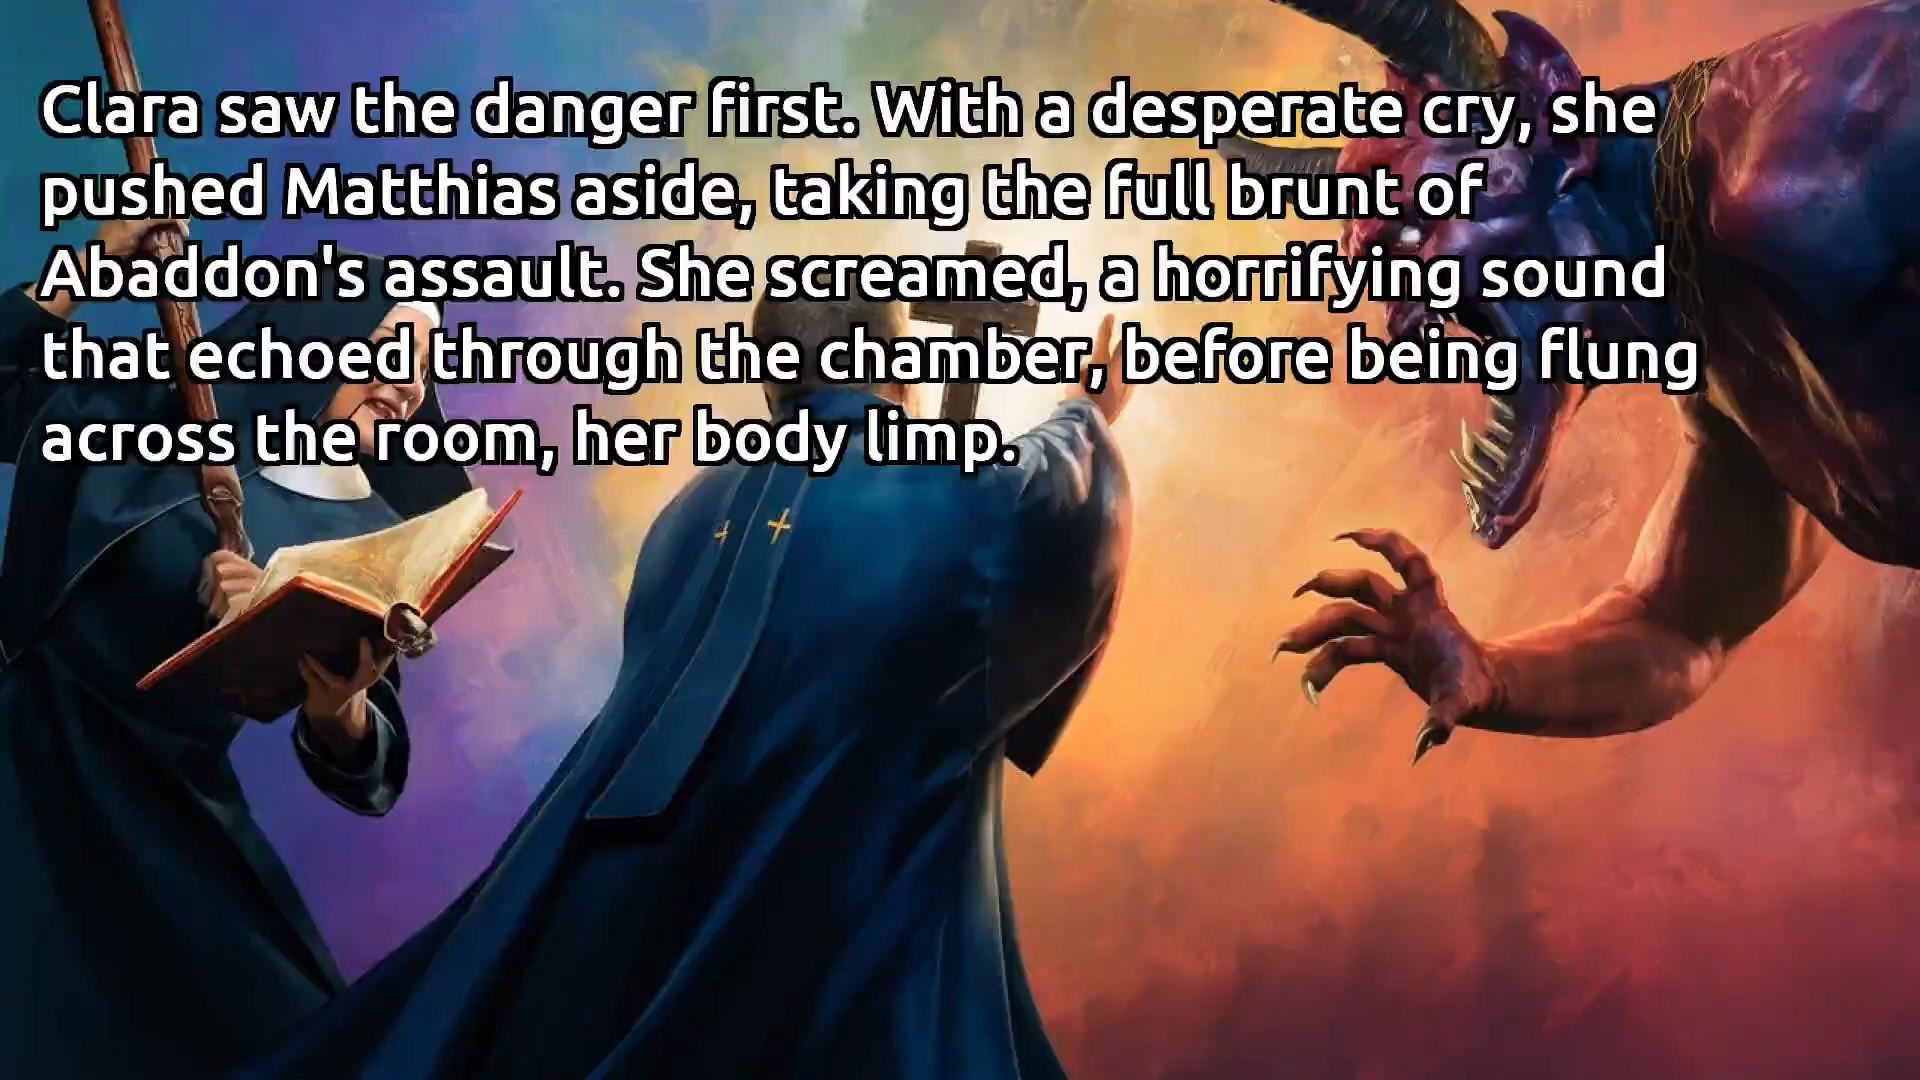 Clara saw the danger first. With a desperate cry, she
pushed Matthias aside, taking the full brunt of
Abaddon's assault. She screamed, a horrifying sound
that echoed through the chamber, before being flung
across the room, her body limp.